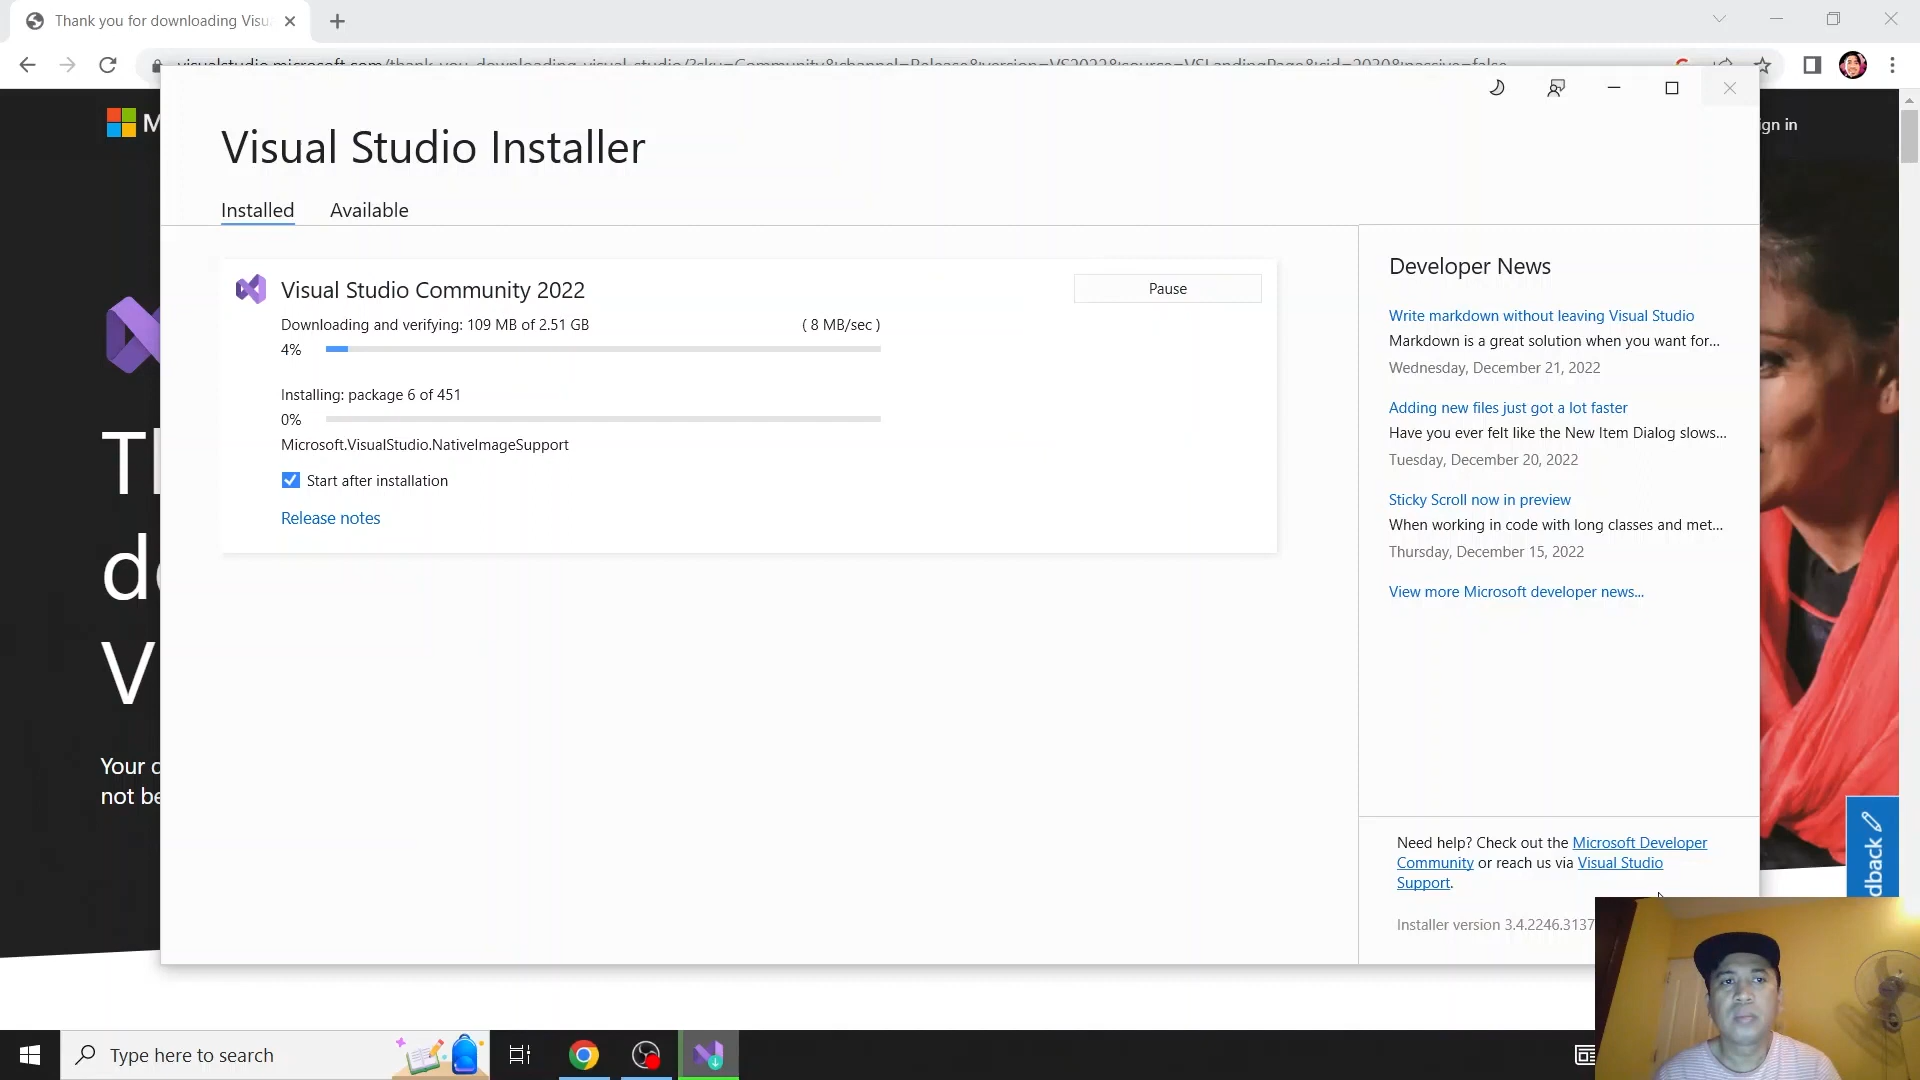 Thank you for downloading Visu
Visual Studio Installer
ign in
Installed
Available
Developer News
Visual Studio Community 2022
Pause
Downloading and verifying: 109 MB of 2.51 GB
( 8 MB/sec )
4%
Installing: package 6 of 451
0%
Microsoft.VisualStudio.NativeImageSupport
Start after installation
Release notes
Write markdown without leaving Visual Studio
Markdown is a great solution when you want for...
Wednesday, December 21, 2022
Adding new files just got a lot faster
Have you ever felt like the New Item Dialog slows...
Tuesday, December 20, 2022
Sticky Scroll now in preview
When working in code with long classes and met...
Thursday, December 15, 2022
View more Microsoft developer news...
Your
not be
Need help? Check out the Microsoft Developer
Community or reach us via Visual Studio
Support.
Installer version 3.4.2246.3137
dback
Type here to search